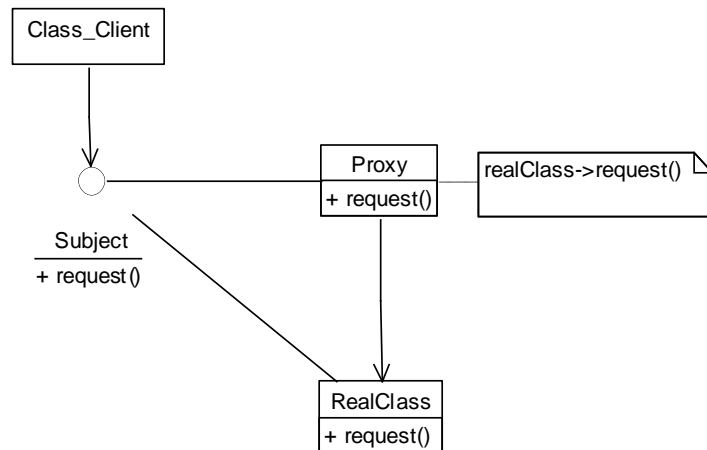 Class_Client
Proxy
+ request()
realClass->request()
Subject
+ request()
RealClass
+ request()